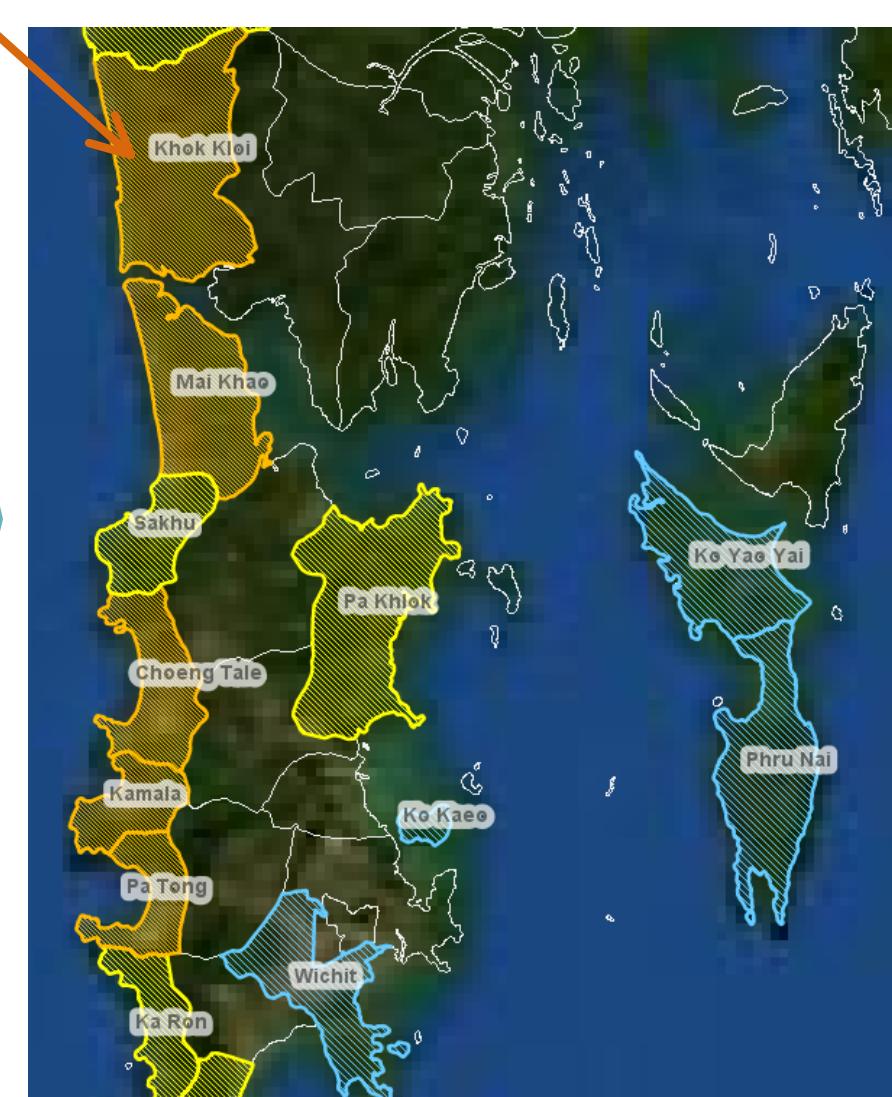 Khok Kloi
Mai Khao
Sakhu
Ko Yao Yai
Pa Khlok
Choeng Tale
Phru Nai
Kamala
Ko Kaeo
Pa Tong
Wichit
Ka Ron